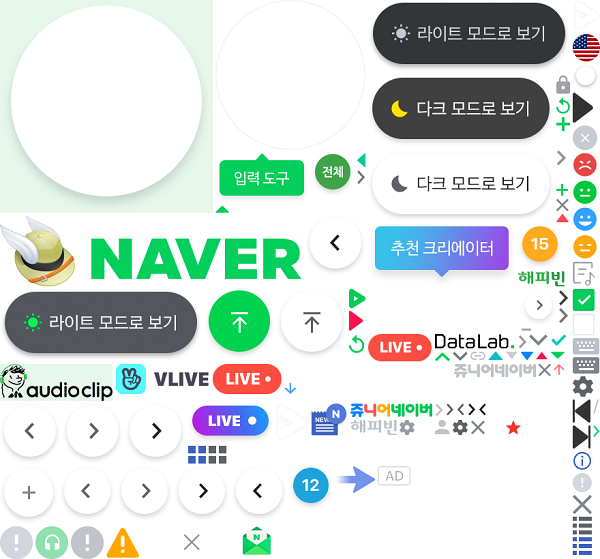 라이트 모드로 보기
다크 모드로 보기
입력 도구
전체
다크 모드로 보기
NAVER
추천 크리에이터
15
해피빈
라이트 모드로 보기
LIVE
DataLab.
쥬니어네이버
audioclip
VLIVE
LIVE
LIVE
NEWS
N
쥬니어네이버
해피빈
12
AD
N